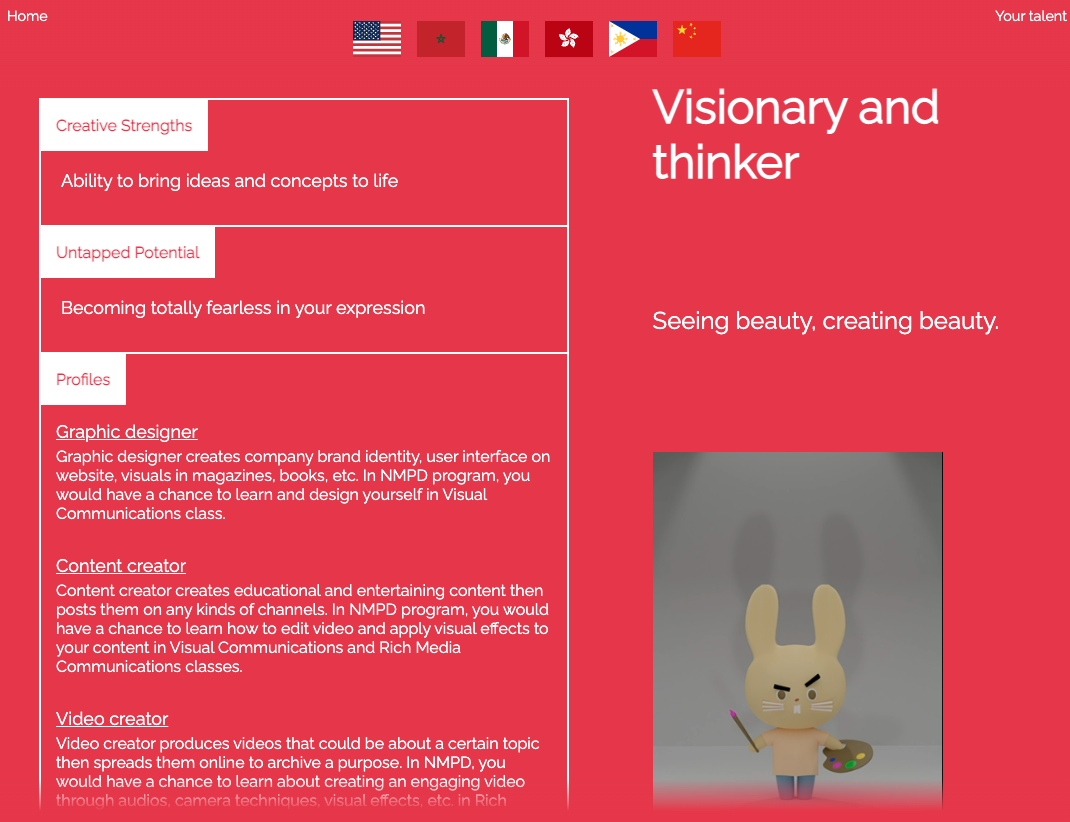 Home
Your talent
Creative Strengths
Ability to bring ideas and concepts to life
Untapped Potential
Becoming totally fearless in your expression
Profiles
Graphic designer
Graphic designer creates company brand identity, user interface on
website, visuals in magazines, books, etc. In NMPD program, you
would have a chance to learn and design yourself in Visual
Communications class.
Content creator
Content creator creates educational and entertaining content then
posts them on any kinds of channels. In NMPD program, you would
have a chance to learn how to edit video and apply visual effects to
your content in Visual Communications and Rich Media
Communications classes.
Video creator
Video creator produces videos that could be about a certain topic
then spreads them online to archive a purpose. In NMPD, you
would have a chance to learn about creating an engaging video
through audios, camera techniques, visual effects, etc. in Rich
Visionary and
thinker
Seeing beauty, creating beauty.